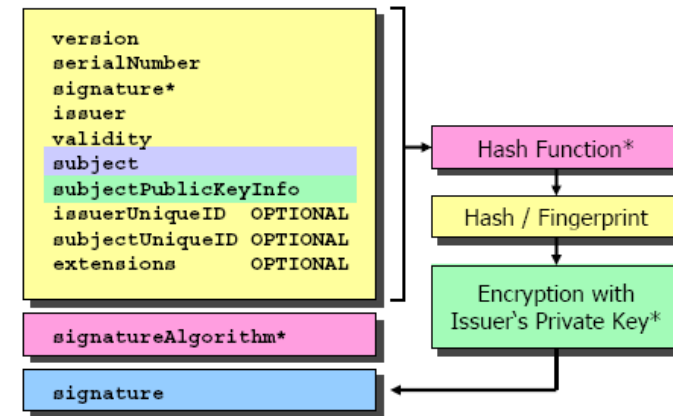 version
serialNumber
signature*
issuer
validity
subject
subjectPublicKeyInfo
issuerUniqueID OPTIONAL
subjectUniqueID OPTIONAL
extensions OPTIONAL
signatureAlgorithm*
signature
Hash Function*
Hash / Fingerprint
Encryption with
Issuer‘s Private Key*